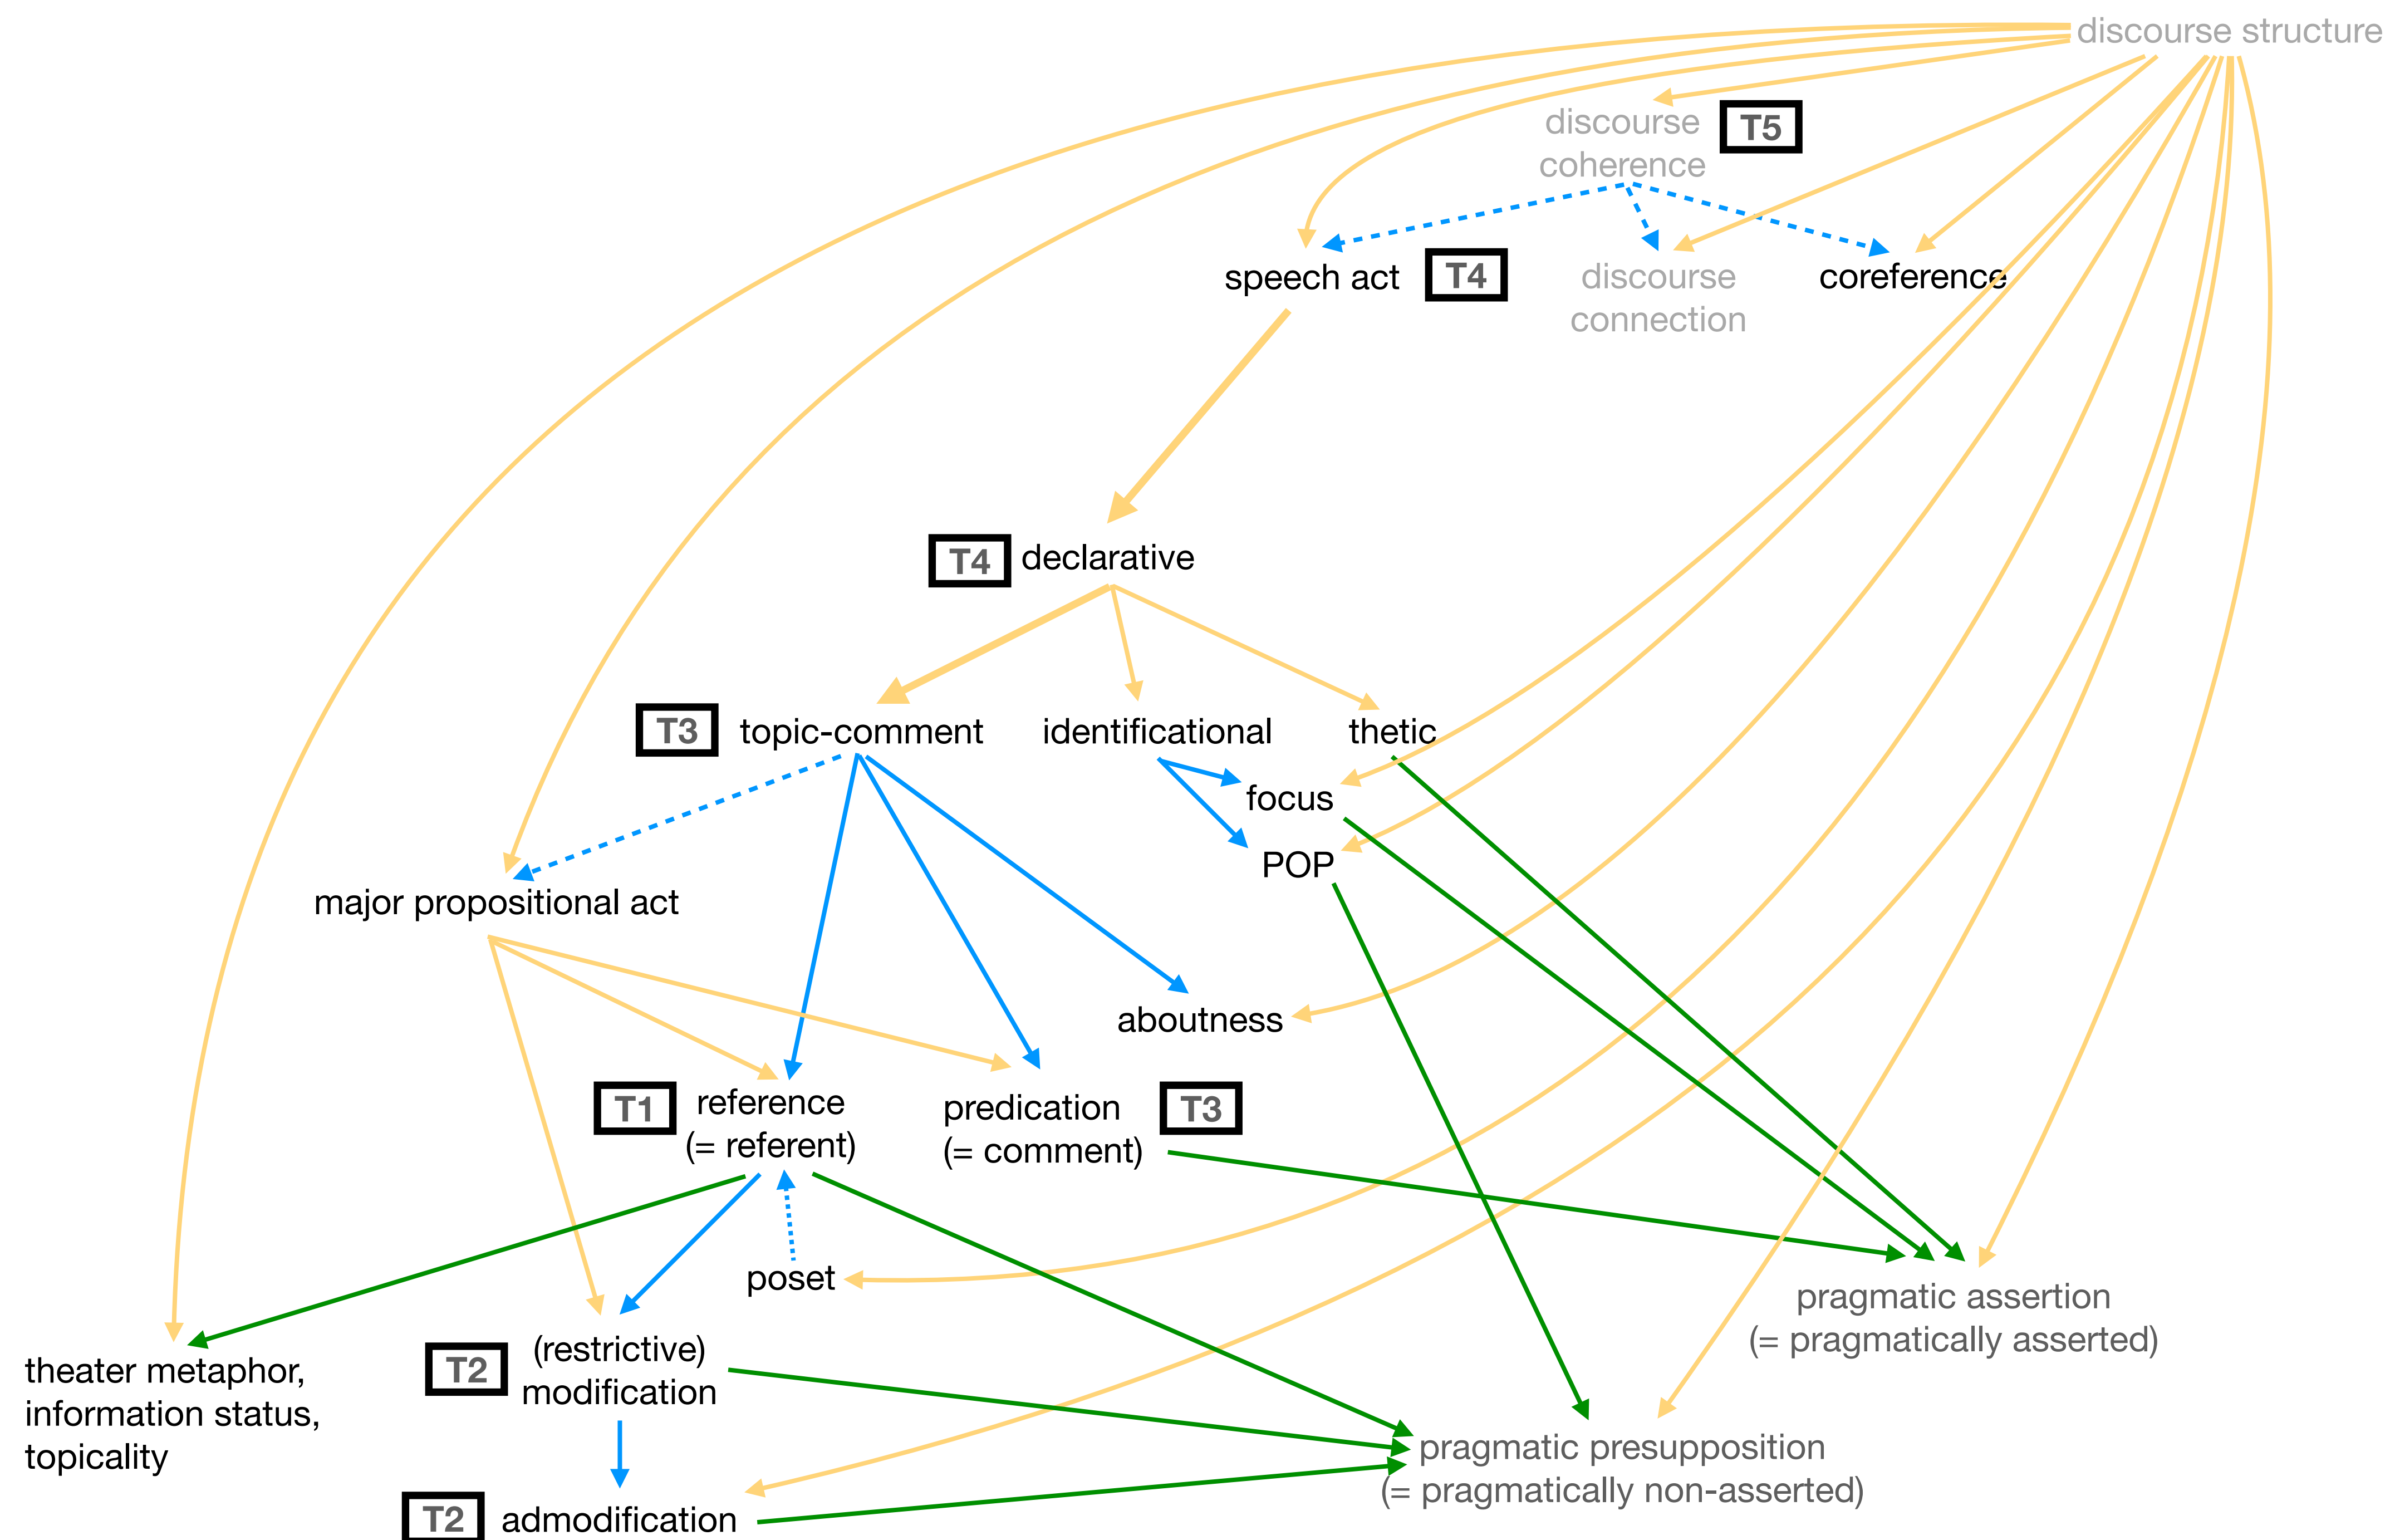 discourse structure
discourse
coherence
T5
speech act
T4
discourse
connection
coreference
T4
declarative
T3
topic-comment
identificational
thetic
focus
POP
major propositional act
aboutness
T1
reference
(= referent)
predication
(= comment)
T3
poset
pragmatic assertion
(= pragmatically asserted)
theater metaphor,
information status,
topicality
T2
(restrictive)
modification
pragmatic presupposition
(= pragmatically non-asserted)
T2
admodification